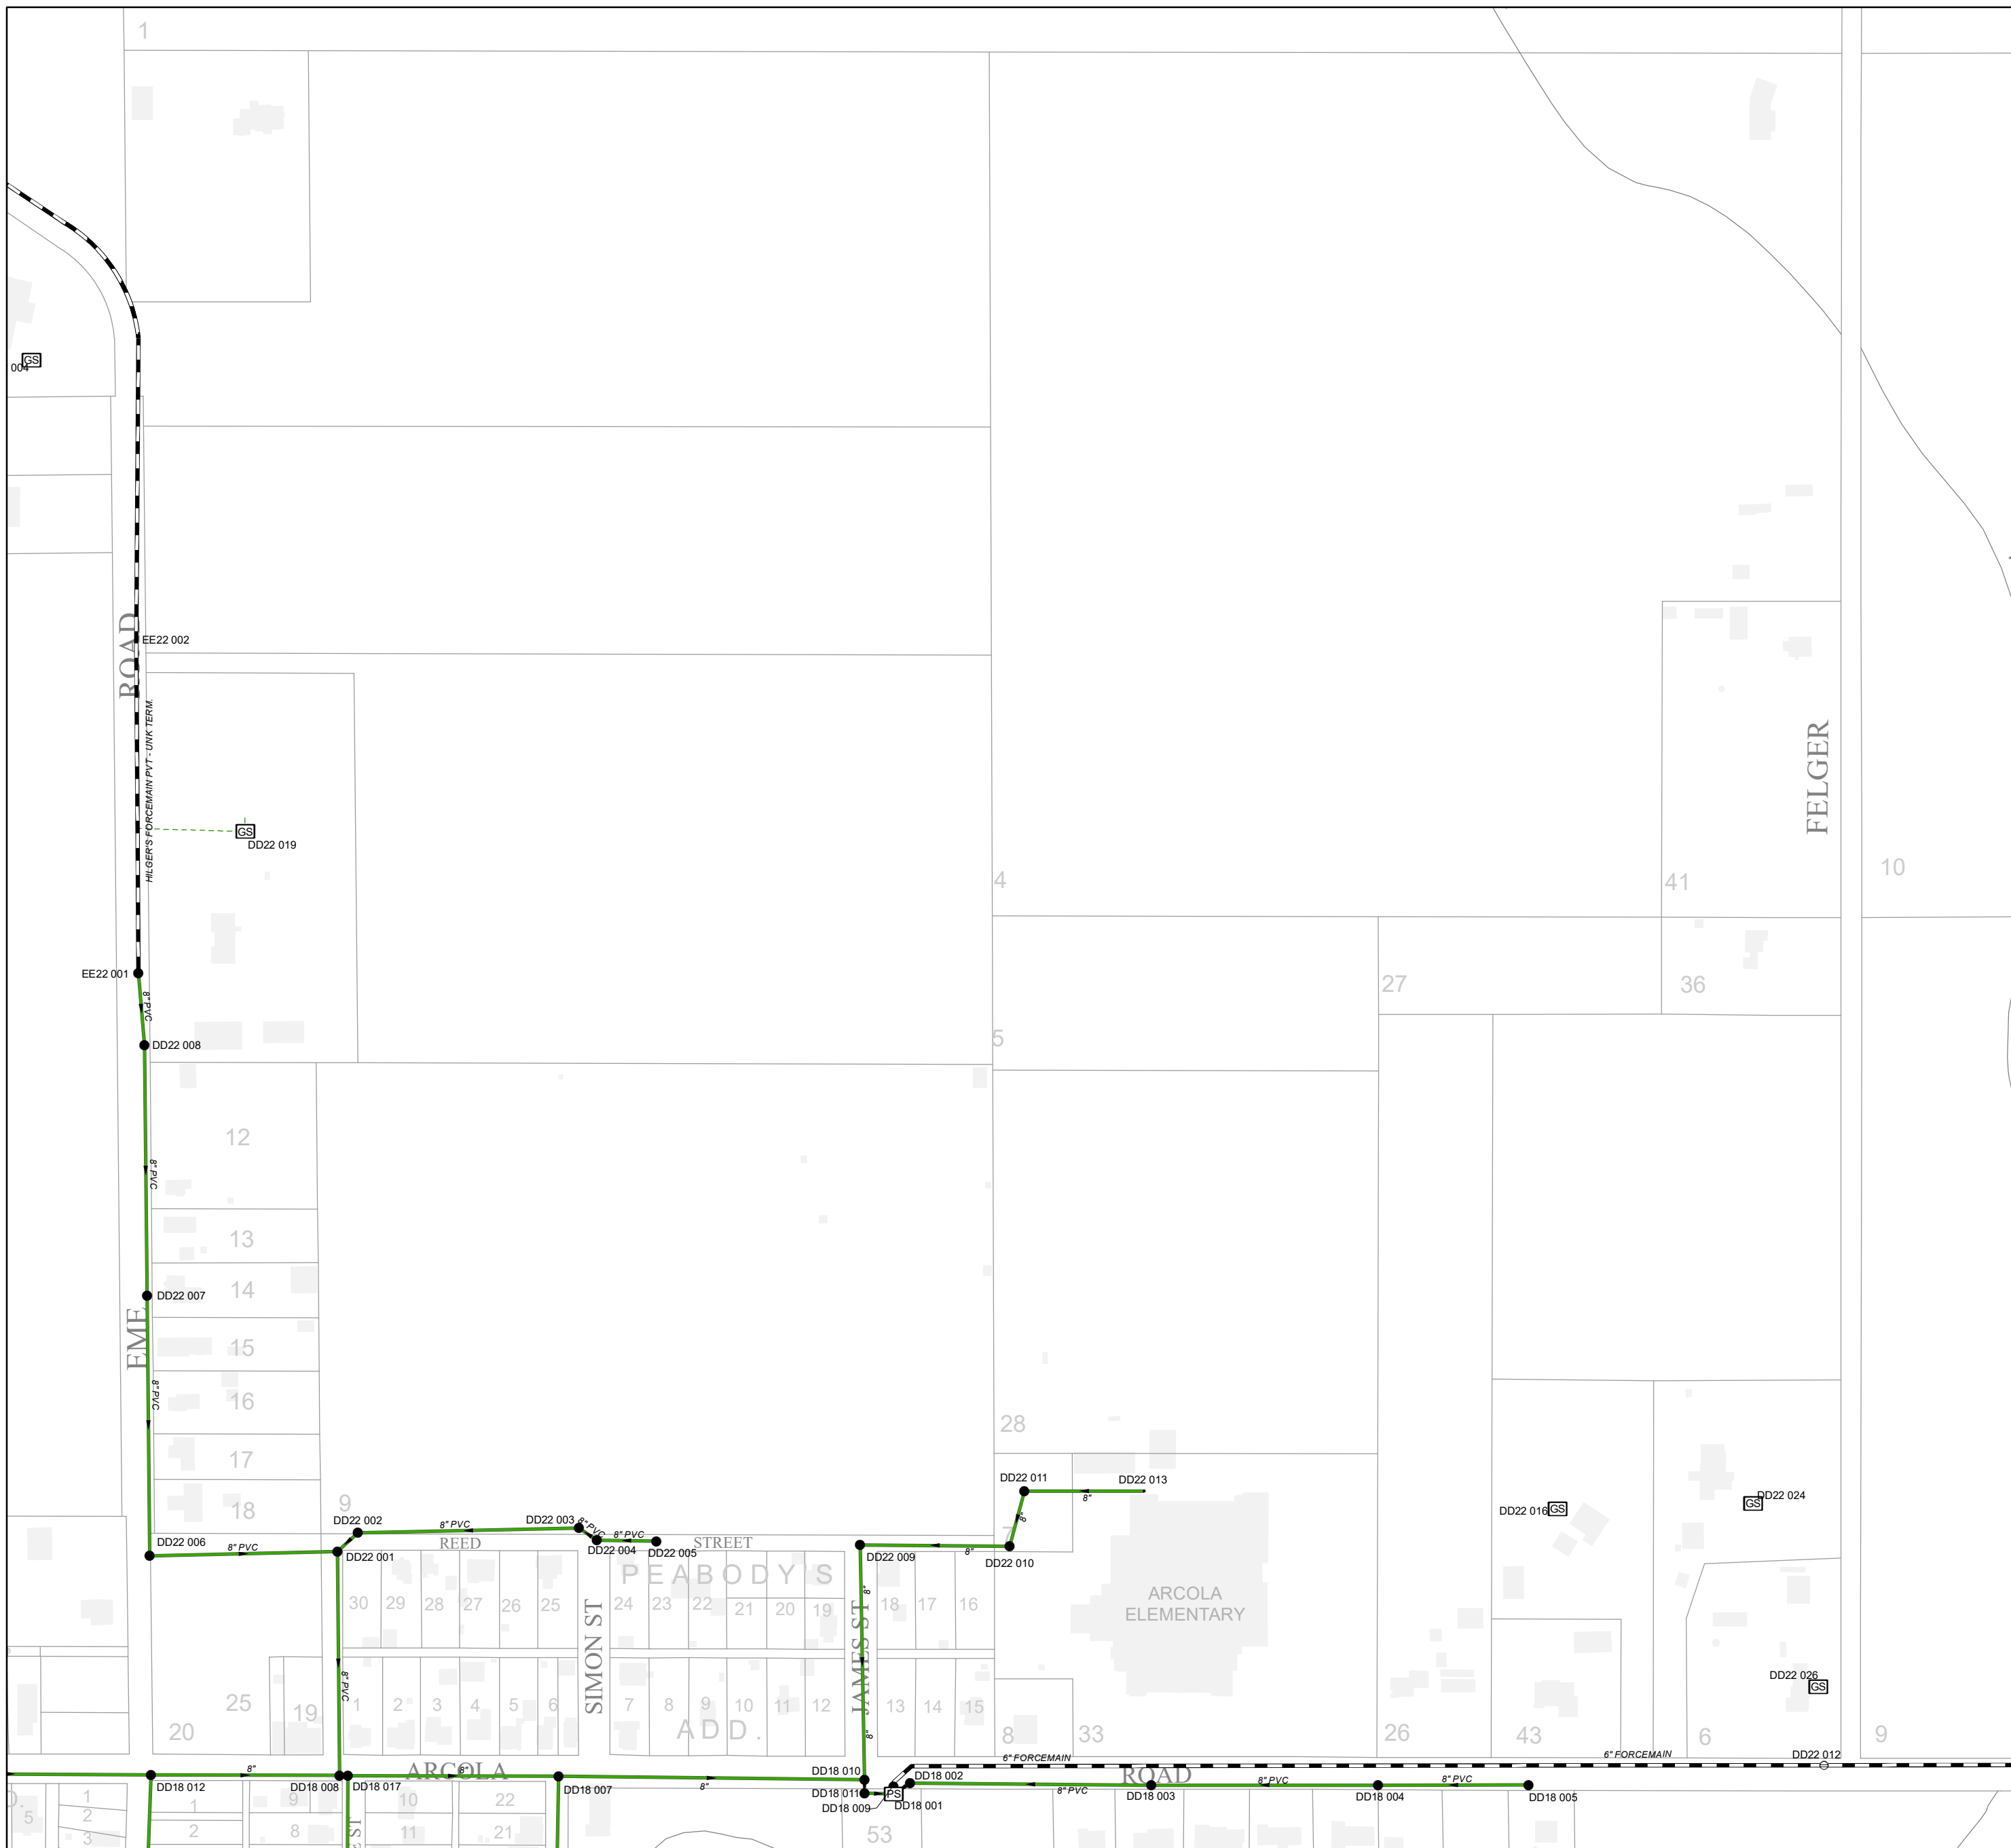 1
GS
004
ROAD
EE22 002
HILGER'S FORCEMAIN PVT - UNK TERM.
FELGER
GS
DD22 019
4
41
10
EE22 001
27
36
8" PVC
5
DD22 008
12
8" PVC
13
14
DD22 007
EME
15
8" PVC
16
28
17
DD22 011
DD22 013
8"
9
18
DD22 024
GS
DD22 016
GS
DD22 002
8" PVC
DD22 003
8" PVC
8" PVC
DD22 006
8" PVC
DD22 001
REED
DD22 004
DD22 005
STREET
7
DD22 009
8"
DD22 010
PEABODY'S
8"
ARCOLA
ELEMENTARY
30
29
28
27
26
25
24
23
22
21
20
19
18
17
16
SIMON ST
JAMES ST
8" PVC
DD22 026
GS
25
19
1
2
3
4
5
6
7
8
9
10
11
12
13
14
15
20
ADD.
8"
8
33
26
43
6
9
6" FORCEMAIN
6" FORCEMAIN
DD22 012
8"
ARCOLA
8"
DD18 010
DD18 002
ROAD
DD18 012
DD18 008
DD18 017
DD18 007
8"
DD18 011
PS
8" PVC
DD18 003
8" PVC
DD18 004
8" PVC
DD18 005
DD18 009
DD18 001
D.
5
1
2
3
1
2
9
8
ST
10
11
22
21
53